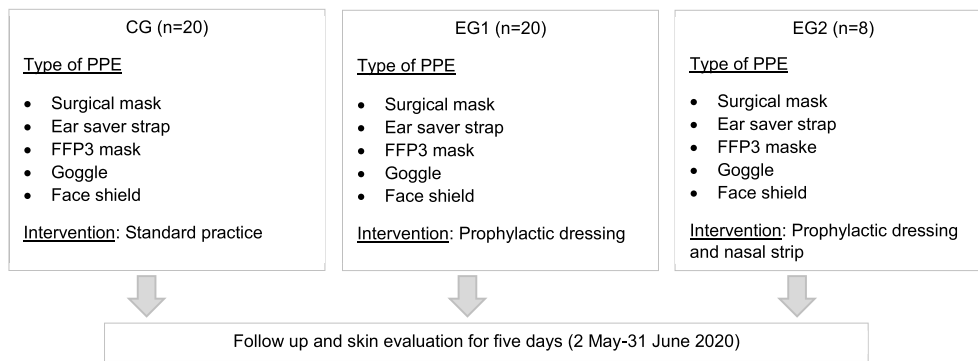 CG (n=20)
Type of PPE
• Surgical mask
• Ear saver strap
• FFP3 mask
• Goggle
• Face shield
Intervention: Standard practice
EG1 (n=20)
Type of PPE
• Surgical mask
• Ear saver strap
• FFP3 mask
• Goggle
• Face shield
Intervention: Prophylactic dressing
EG2 (n=8)
Type of PPE
• Surgical mask
• Ear saver strap
• FFP3 maske
• Goggle
• Face shield
Intervention: Prophylactic dressing
and nasal strip
Follow up and skin evaluation for five days (2 May-31 June 2020)